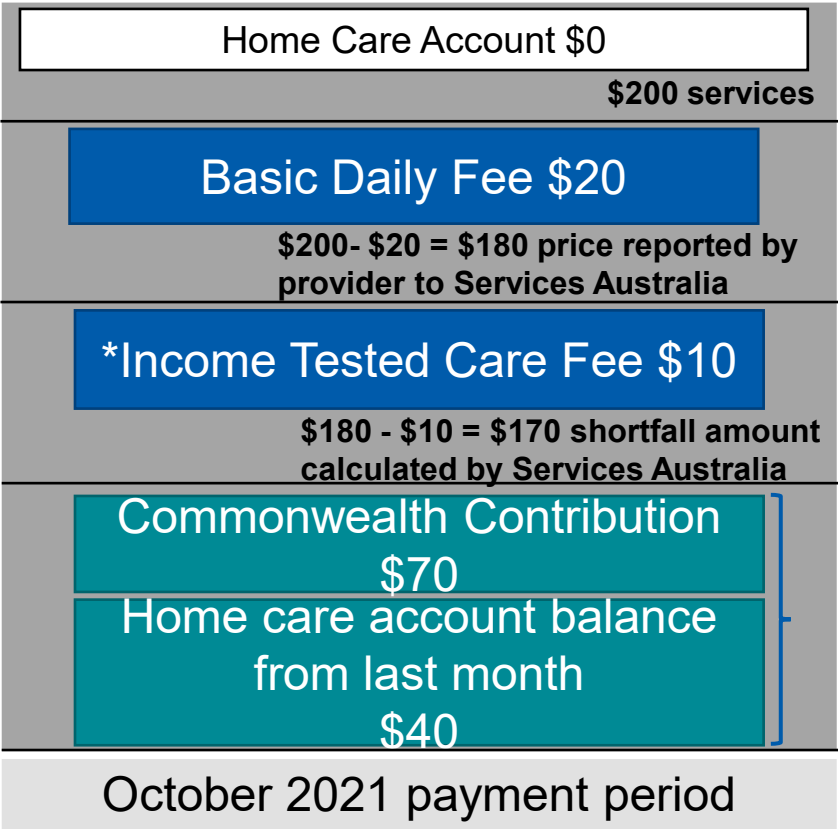 Home Care Account $0
$200 services
Basic Daily Fee $20
$200- $20 = $180 price reported by
provider to Services Australia
*Income Tested Care Fee $10
$180 - $10 = $170 shortfall amount
calculated by Services Australia
Commonwealth Contribution
$70
Home care account balance
from last month
$40
October 2021 payment period